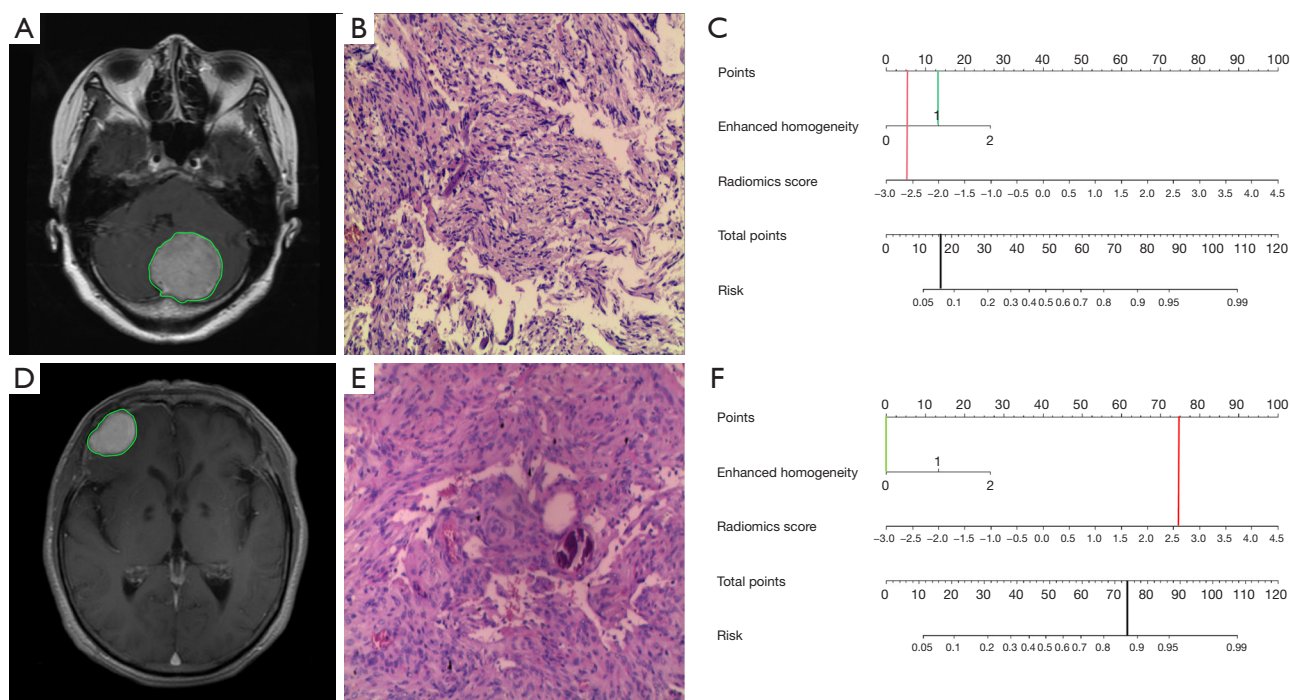 A
B
C
0 10 20 30 40 50 60 70 80 90 100
Points
1
Enhanced homogeneity
0 2
Radiomics score
−3.0 −2.5 −2.0 −1.5 −1.0 −0.5 0.0 0.5 1.0 1.5 2.0 2.5 3.0 3.5 4.0 4.5
Total points
0 10 20 30 40 50 60 70 80 90 100 110 120
Risk
0.05 0.1 0.2 0.3 0.4 0.5 0.6 0.7 0.8 0.9 0.95 0.99
D
E
F
0 10 20 30 40 50 60 70 80 90 100
Points
1
Enhanced homogeneity
0 2
Radiomics score
−3.0 −2.5 −2.0 −1.5 −1.0 −0.5 0.0 0.5 1.0 1.5 2.0 2.5 3.0 3.5 4.0 4.5
Total points
0 10 20 30 40 50 60 70 80 90 100 110 120
Risk
0.05 0.1 0.2 0.3 0.4 0.5 0.6 0.7 0.8 0.9 0.95 0.99